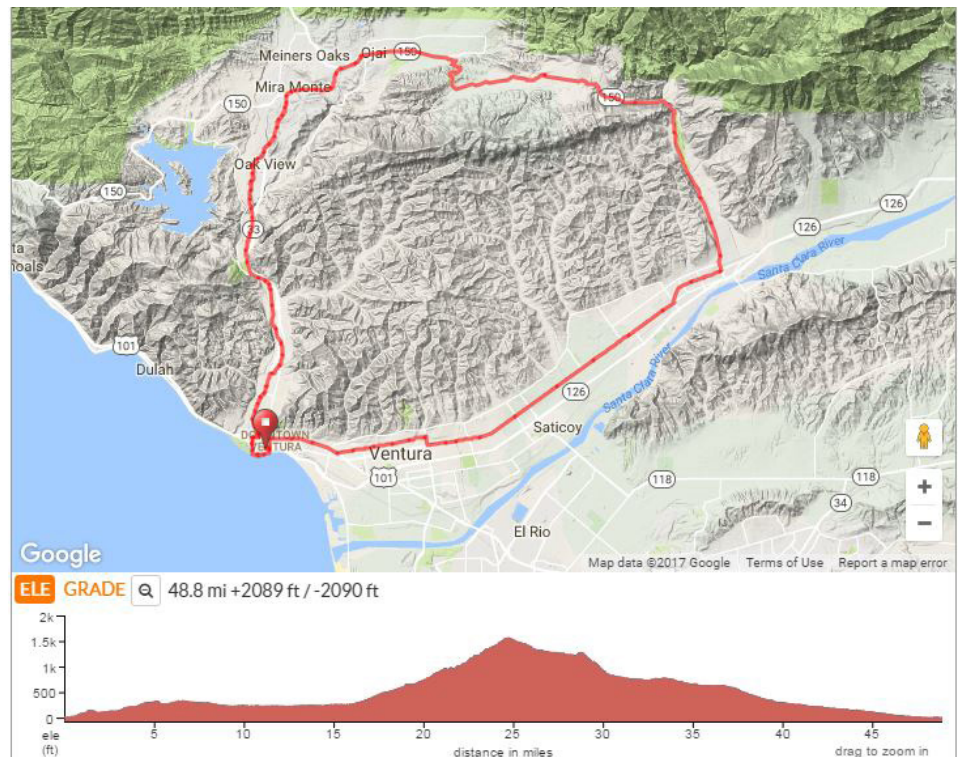 Meiners Oaks
Ojai
150
Mira Monte
150
150
Oak View
150
33
126
126
Santa Clara River
101
Dulah
Santa Clara River
126
DOWNTOWN
VENTURA
Saticoy
Ventura
101
118
118
34
El Rio
+
−
Google
Map data ©2017 Google Terms of Use Report a map error
ELE GRADE 48.8 mi +2089 ft / -2090 ft
2k
1.5k
1k
500
0
ele
(ft)
5 10 15 20 25 30 35 40 45
distance in miles
drag to zoom in